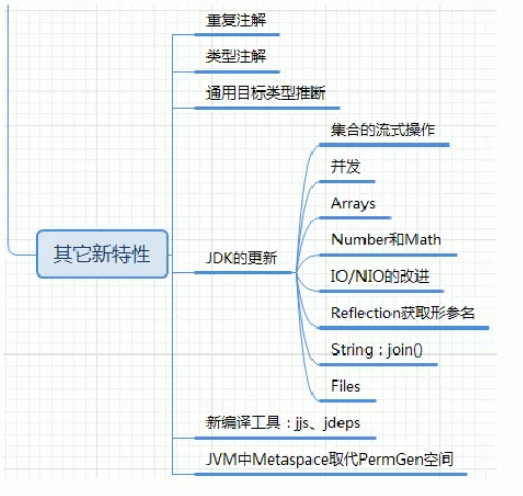 重复注解
类型注解
通用目标类型推断
集合的流式操作
并发
Arrays
Number和Math
其它新特性
JDK的更新
IO/NIO的改进
Reflection获取形参名
String：join()
Files
新编译工具：jjs、jdeps
JVM中Metaspace取代PermGen空间